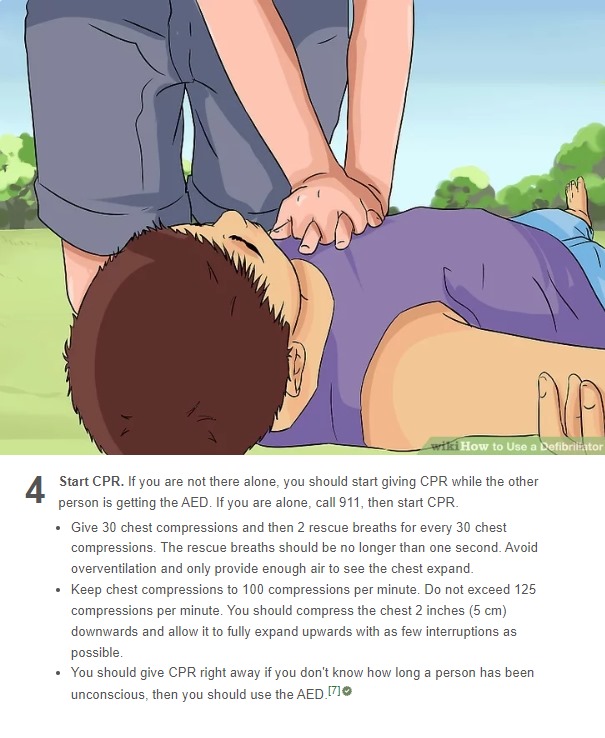 wikiHow to Use a Defibrillator
4
Start CPR. If you are not there alone, you should start giving CPR while the other
person is getting the AED. If you are alone, call 911, then start CPR.
• Give 30 chest compressions and then 2 rescue breaths for every 30 chest
compressions. The rescue breaths should be no longer than one second. Avoid
overventilation and only provide enough air to see the chest expand.
• Keep chest compressions to 100 compressions per minute. Do not exceed 125
compressions per minute. You should compress the chest 2 inches (5 cm)
downwards and allow it to fully expand upwards with as few interruptions as
possible.
• You should give CPR right away if you don't know how long a person has been
unconscious, then you should use the AED.[7]